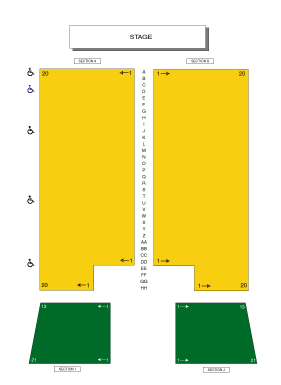 STAGE
SECTION A
SECTION B
20 ←1 A 1→ 20
B
C
D
E
F
G
H
I
J
K
L
M
N
O
P
Q
R
S
T
U
V
W
X
Y
Z
AA
BB
CC
←1 DD 1→
EE
FF
GG
20 ←1 HH 1→ 20
13 ←1 1→ 13
21 ←1 1→ 21
SECTION I
SECTION J